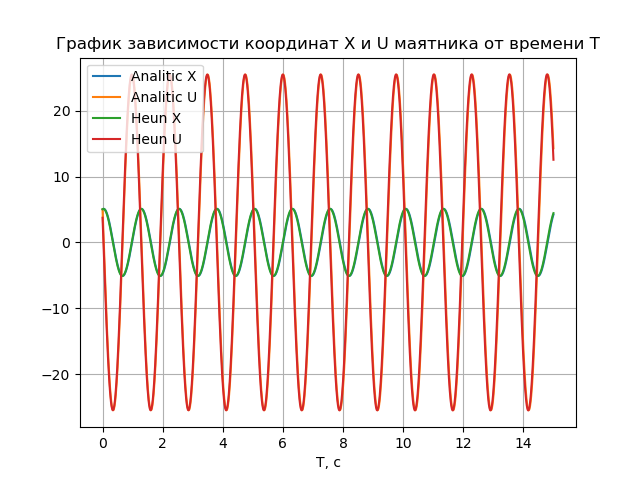 График зависимости координат X и U маятника от времени T
Analitic X
Analitic U
Heun X
Heun U
20
10
0
−10
−20
0 2 4 6 8 10 12 14
T, c